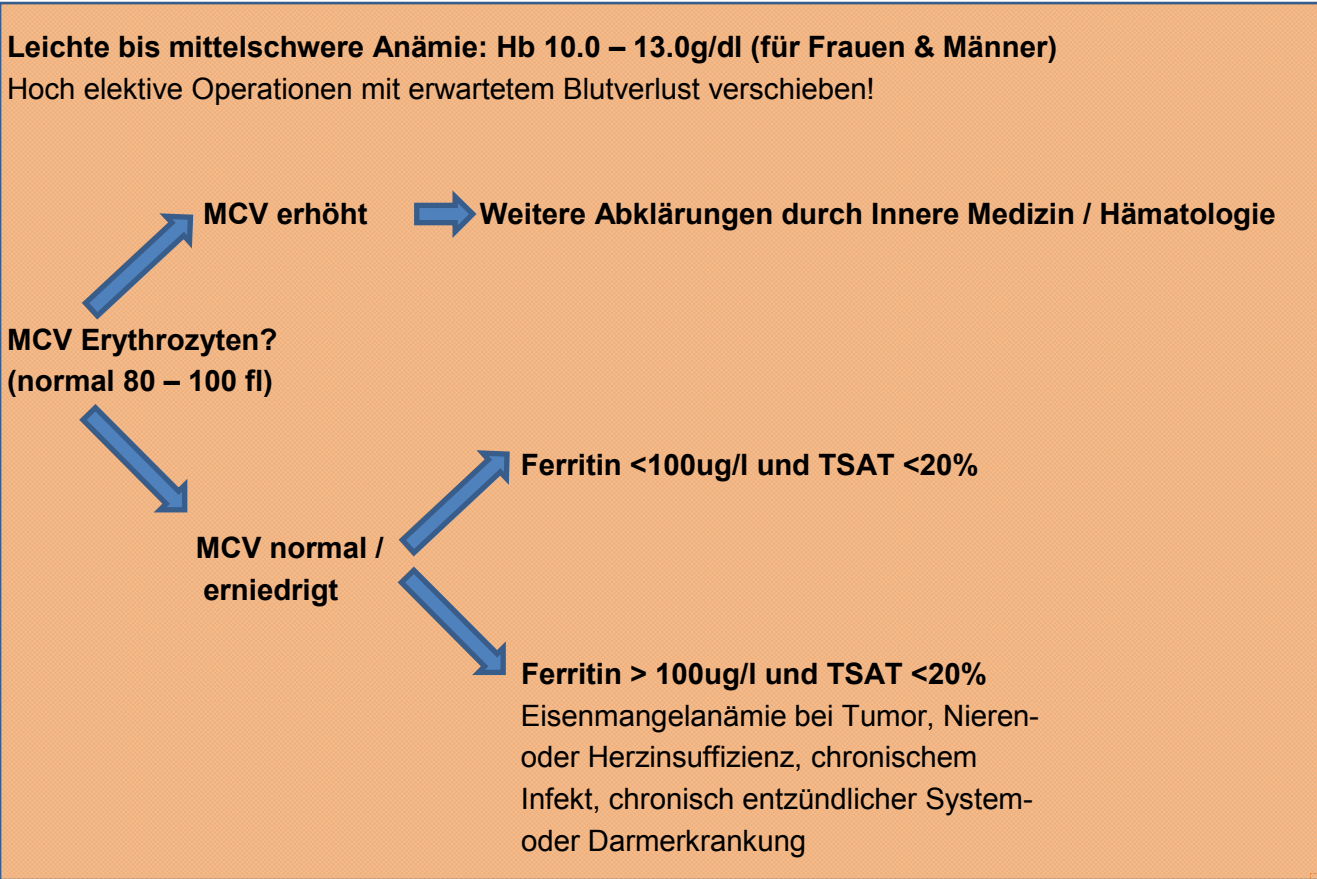 Leichte bis mittelschwere Anämie: Hb 10.0 – 13.0g/dl (für Frauen & Männer)
Hoch elektive Operationen mit erwartetem Blutverlust verschieben!
MCV erhöht
Weitere Abklärungen durch Innere Medizin / Hämatologie
MCV Erythrozyten?
(normal 80 – 100 fl)
Ferritin <100ug/l und TSAT <20%
MCV normal /
erniedrigt
Ferritin > 100ug/l und TSAT <20%
Eisenmangelanämie bei Tumor, Nieren-
oder Herzinsuffizienz, chronischem
Infekt, chronisch entzündlicher System-
oder Darmerkrankung